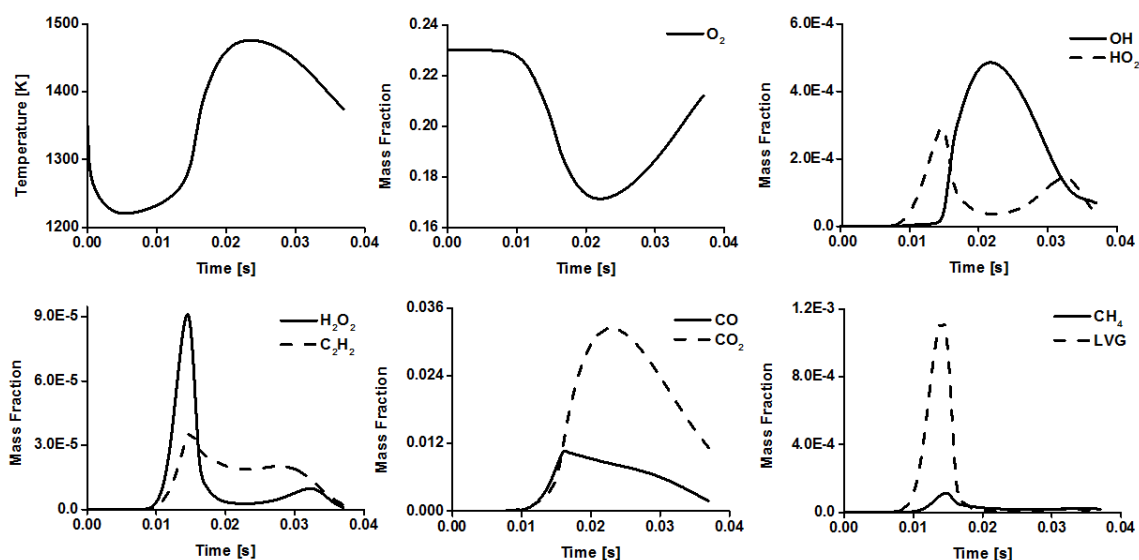 1500
1400
1300
1200
Temperature [K]
0.00 0.01 0.02 0.03 0.04
Time [s]
0.24
0.22
0.20
0.18
0.16
Mass Fraction
O₂
0.00 0.01 0.02 0.03 0.04
Time [s]
6.0E-4
4.0E-4
2.0E-4
0.0
Mass Fraction
OH
HO₂
0.00 0.01 0.02 0.03 0.04
Time [s]
9.0E-5
6.0E-5
3.0E-5
0.0
Mass Fraction
H₂O₂
C₂H₂
0.00 0.01 0.02 0.03 0.04
Time [s]
0.036
0.024
0.012
0.000
Mass Fraction
CO
CO₂
0.00 0.01 0.02 0.03 0.04
Time [s]
1.2E-3
8.0E-4
4.0E-4
0.0
Mass Fraction
CH₄
LVG
0.00 0.01 0.02 0.03 0.04
Time [s]